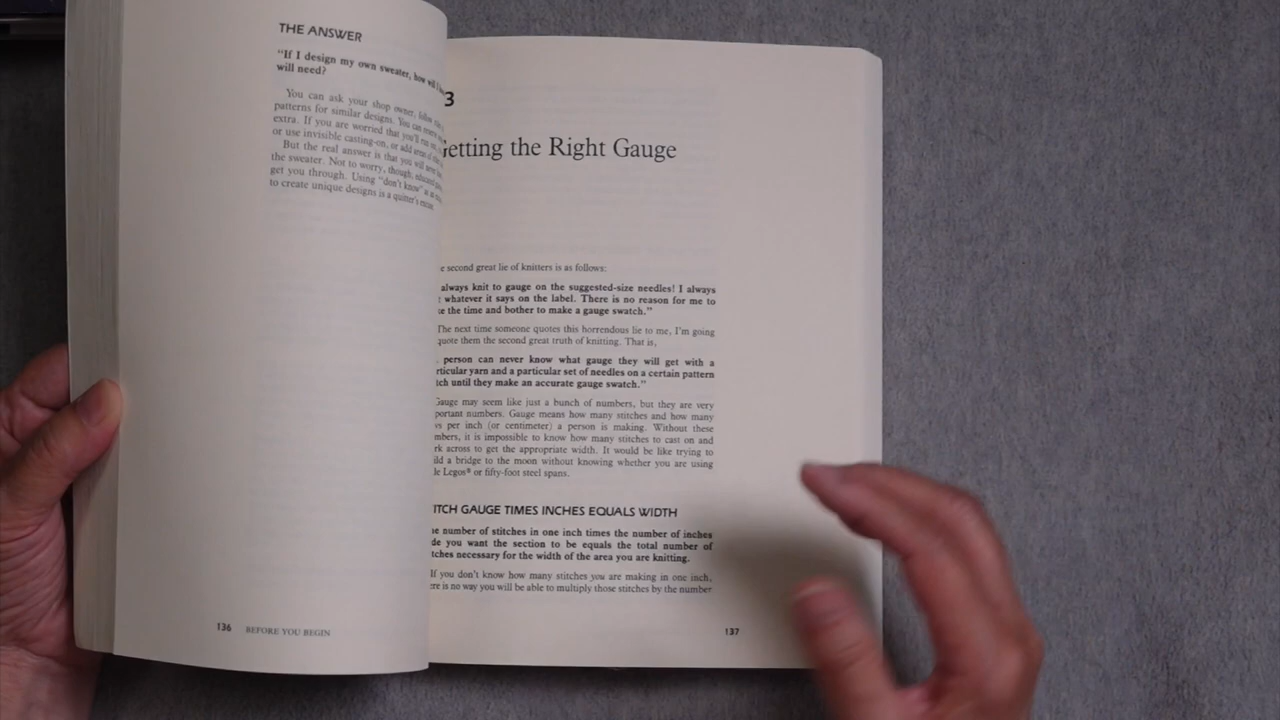 THE ANSWER
"If I design my own sweater, how will I
will need?
You can ask your shop owner,
patterns for similar designs. You can
extra. If you are worried that you'll run
or use invisible casting-on, or add areas of
But the real answer is that you will never
the sweater. Not to worry, though,
get you through. Using "don't know" as an
to create unique designs is a quitter's
136 BEFORE YOU BEGIN
3
etting the Right Gauge
e second great lie of knitters is as follows:
always knit to gauge on the suggested-size needles! I always
whatever it says on the label. There is no reason for me to
e the time and bother to make a gauge swatch."
The next time someone quotes this horrendous lie to me, I'm going
quote them the second great truth of knitting. That is,
person can never know what gauge they will get with a
rticular yarn and a particular set of needles on a certain pattern
tch until they make an accurate gauge swatch."
Gauge may seem like just a bunch of numbers, but they are very
portant numbers. Gauge means how many stitches and how many
ws per inch (or centimeter) a person is making. Without these
mbers, it is impossible to know how many stitches to cast on and
rk across to get the appropriate width. It would be like trying to
ild a bridge to the moon without knowing whether you are using
le Legos® or fifty-foot steel spans.
ITCH GAUGE TIMES INCHES EQUALS WIDTH
e number of stitches in one inch times the number of inches
de you want the section to be equals the total number of
tches necessary for the width of the area you are knitting.
If you don't know how many stitches you are making in one inch,
ere is no way you will be able to multiply those stitches by the number
137